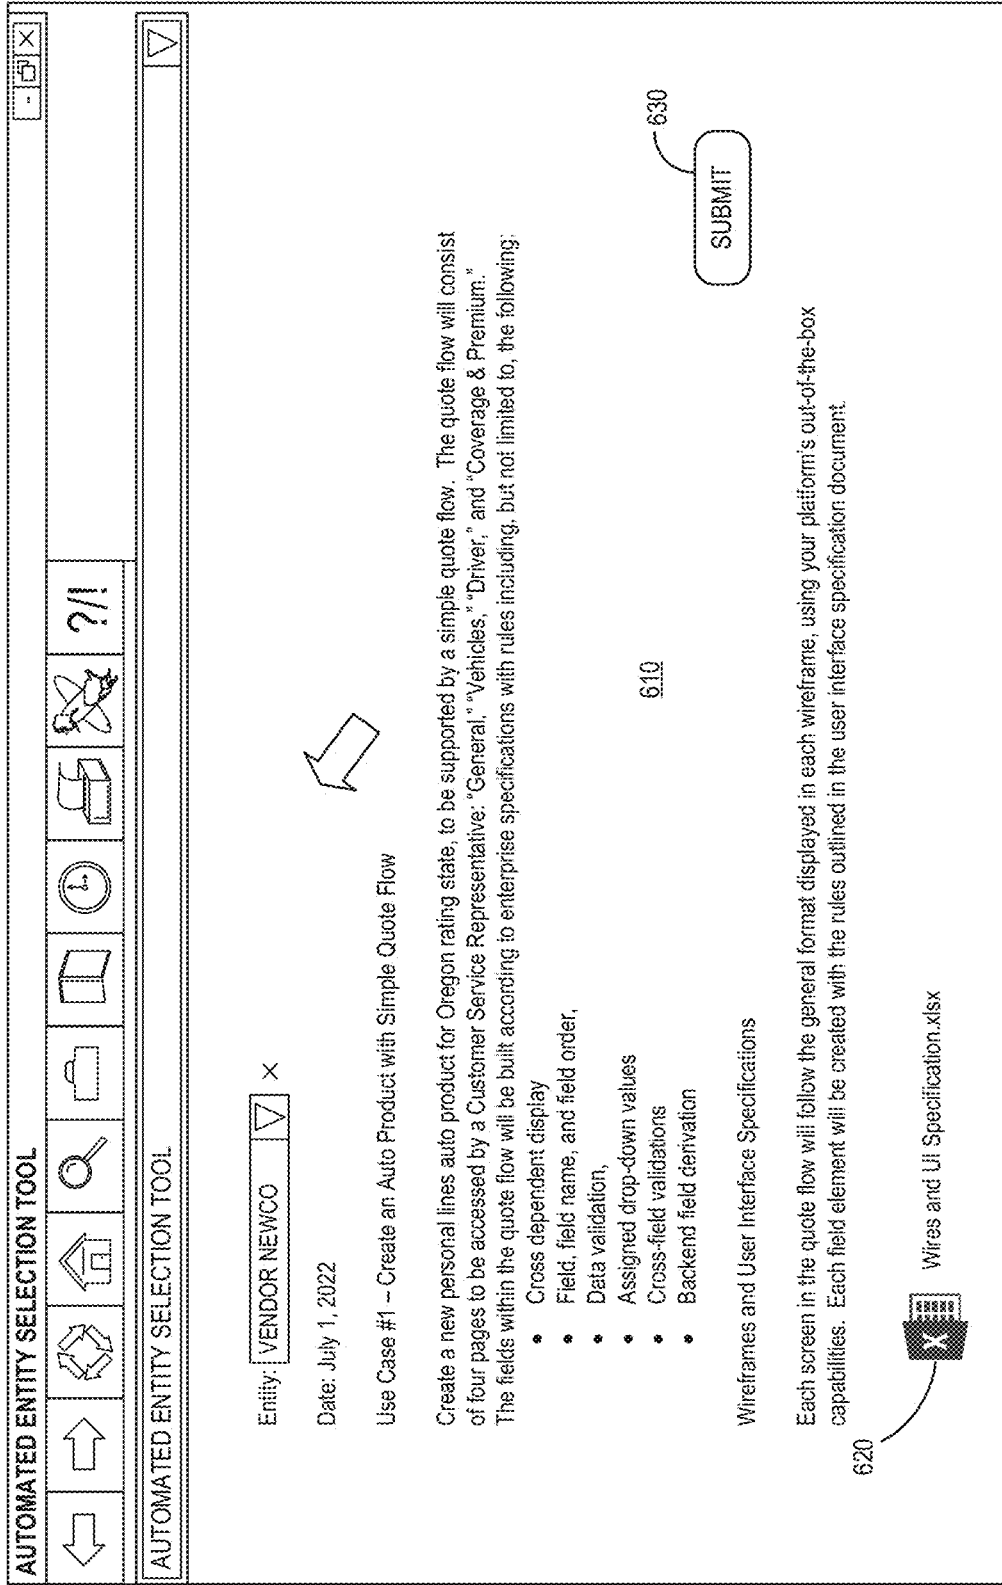 AUTOMATED ENTITY SELECTION TOOL
- X
?/!
AUTOMATED ENTITY SELECTION TOOL
Entity: VENDOR NEWCO X
Date: July 1, 2022
Use Case #1 – Create an Auto Product with Simple Quote Flow
Create a new personal lines auto product for Oregon rating state, to be supported by a simple quote flow. The quote flow will consist
of four pages to be accessed by a Customer Service Representative: “General,” “Vehicles,” “Driver,” and “Coverage & Premium.”
The fields within the quote flow will be built according to enterprise specifications with rules including, but not limited to, the following:
• Cross dependent display
• Field, field name, and field order,
• Data validation,
• Assigned drop-down values
• Cross-field validations
• Backend field derivation
610
SUBMIT
630
Wireframes and User Interface Specifications
Each screen in the quote flow will follow the general format displayed in each wireframe, using your platform's out-of-the-box
capabilities. Each field element will be created with the rules outlined in the user interface specification document.
620
X
Wires and UI Specification.xlsx